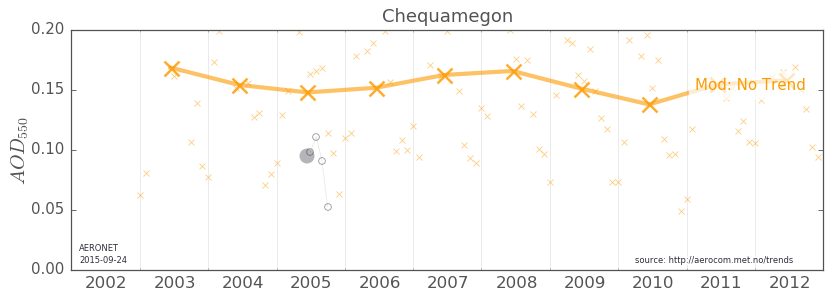 Chequamegon
0.20
0.15
0.10
0.05
0.00
AOD550
Mod: No Trend
AERONET
2015-09-24
source: http://aerocom.met.no/trends
2002 2003 2004 2005 2006 2007 2008 2009 2010 2011 2012